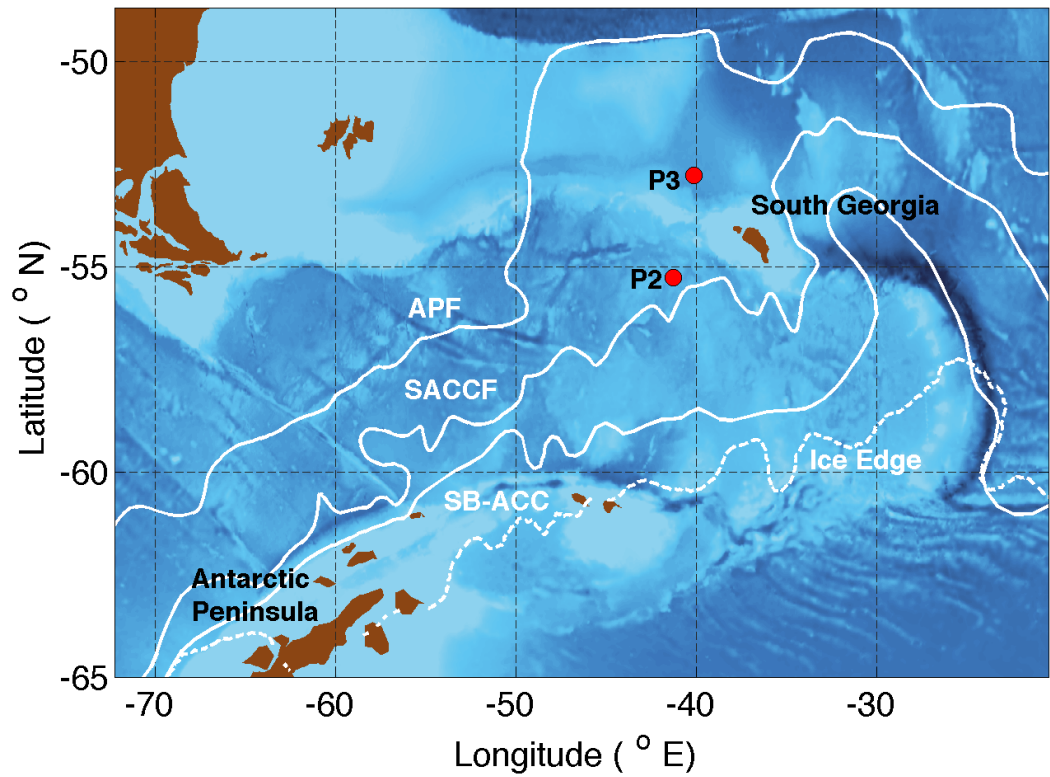 -50
P3
South Georgia
-55
P2
APF
SACCF
-60
Ice Edge
SB-ACC
Antarctic
Peninsula
-65
-70
-60
-50
-40
-30
Latitude ( ° N)
Longitude ( ° E)